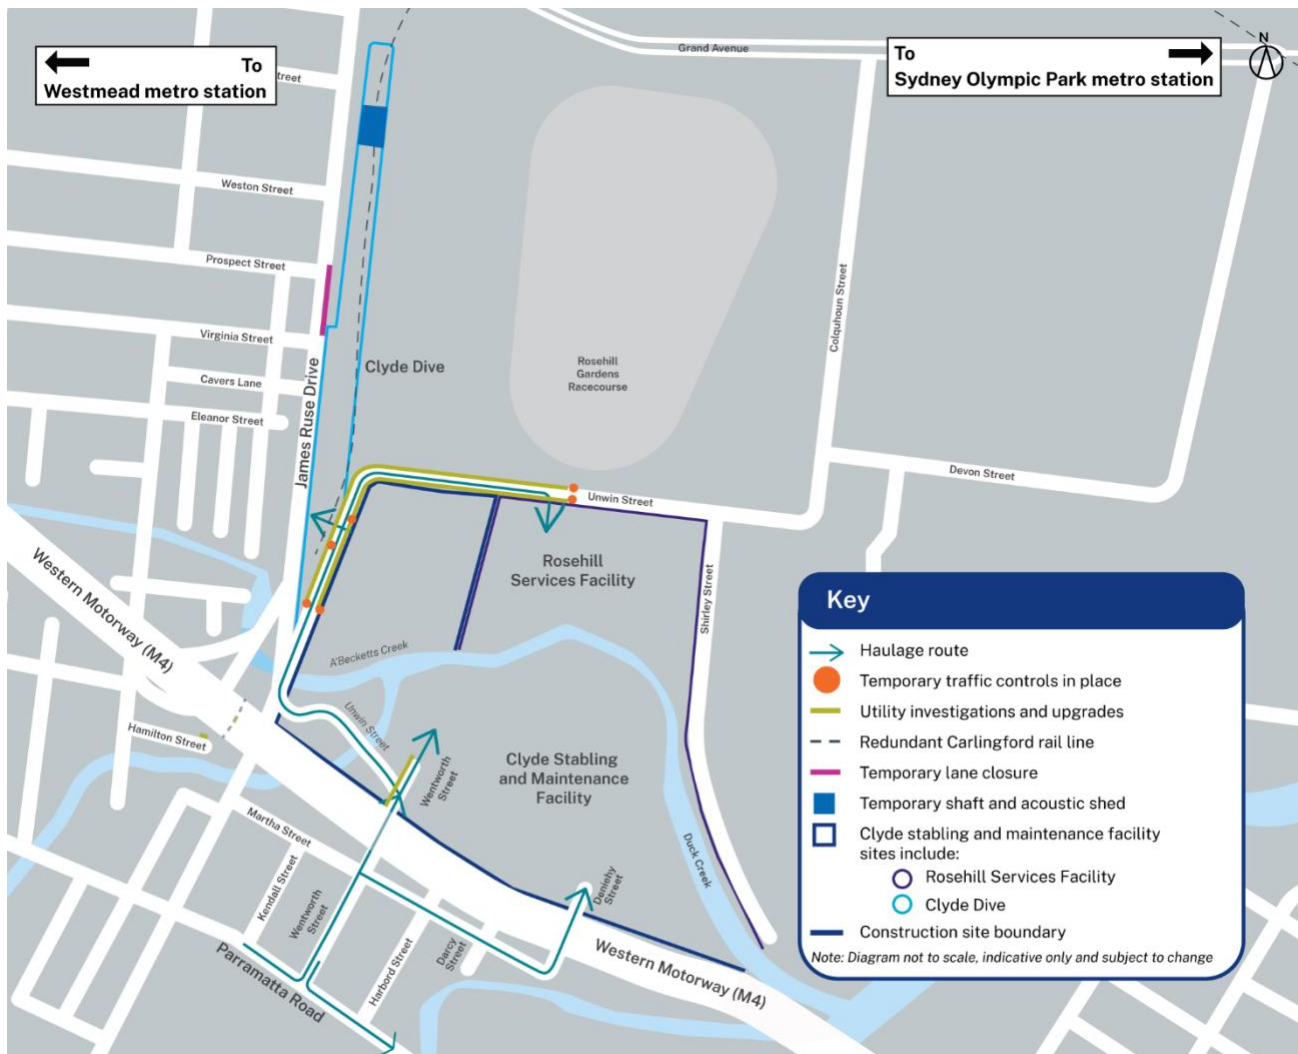 To
Westmead metro station
Grand Avenue
To
Sydney Olympic Park metro station
N
treet
Weston Street
Prospect Street
Virginia Street
Cavers Lane
Eleanor Street
James Ruse Drive
Clyde Dive
Rosehill
Gardens
Racecourse
Colquhoun Street
Devon Street
Unwin Street
Rosehill
Services Facility
Shirley Street
Western Motorway (M4)
A'Becketts Creek
Unwin Street
Hamilton Street
Wentworth
Street
Clyde Stabling
and Maintenance
Facility
Duck Creek
Martha Street
Kendall Street
Wentworth
Street
Harbord Street
Darcy
Street
Deniehy
Street
Parramatta Road
Western Motorway (M4)
Key
Haulage route
Temporary traffic controls in place
Utility investigations and upgrades
Redundant Carlingford rail line
Temporary lane closure
Temporary shaft and acoustic shed
Clyde stabling and maintenance facility
sites include:
Rosehill Services Facility
Clyde Dive
Construction site boundary
Note: Diagram not to scale, indicative only and subject to change